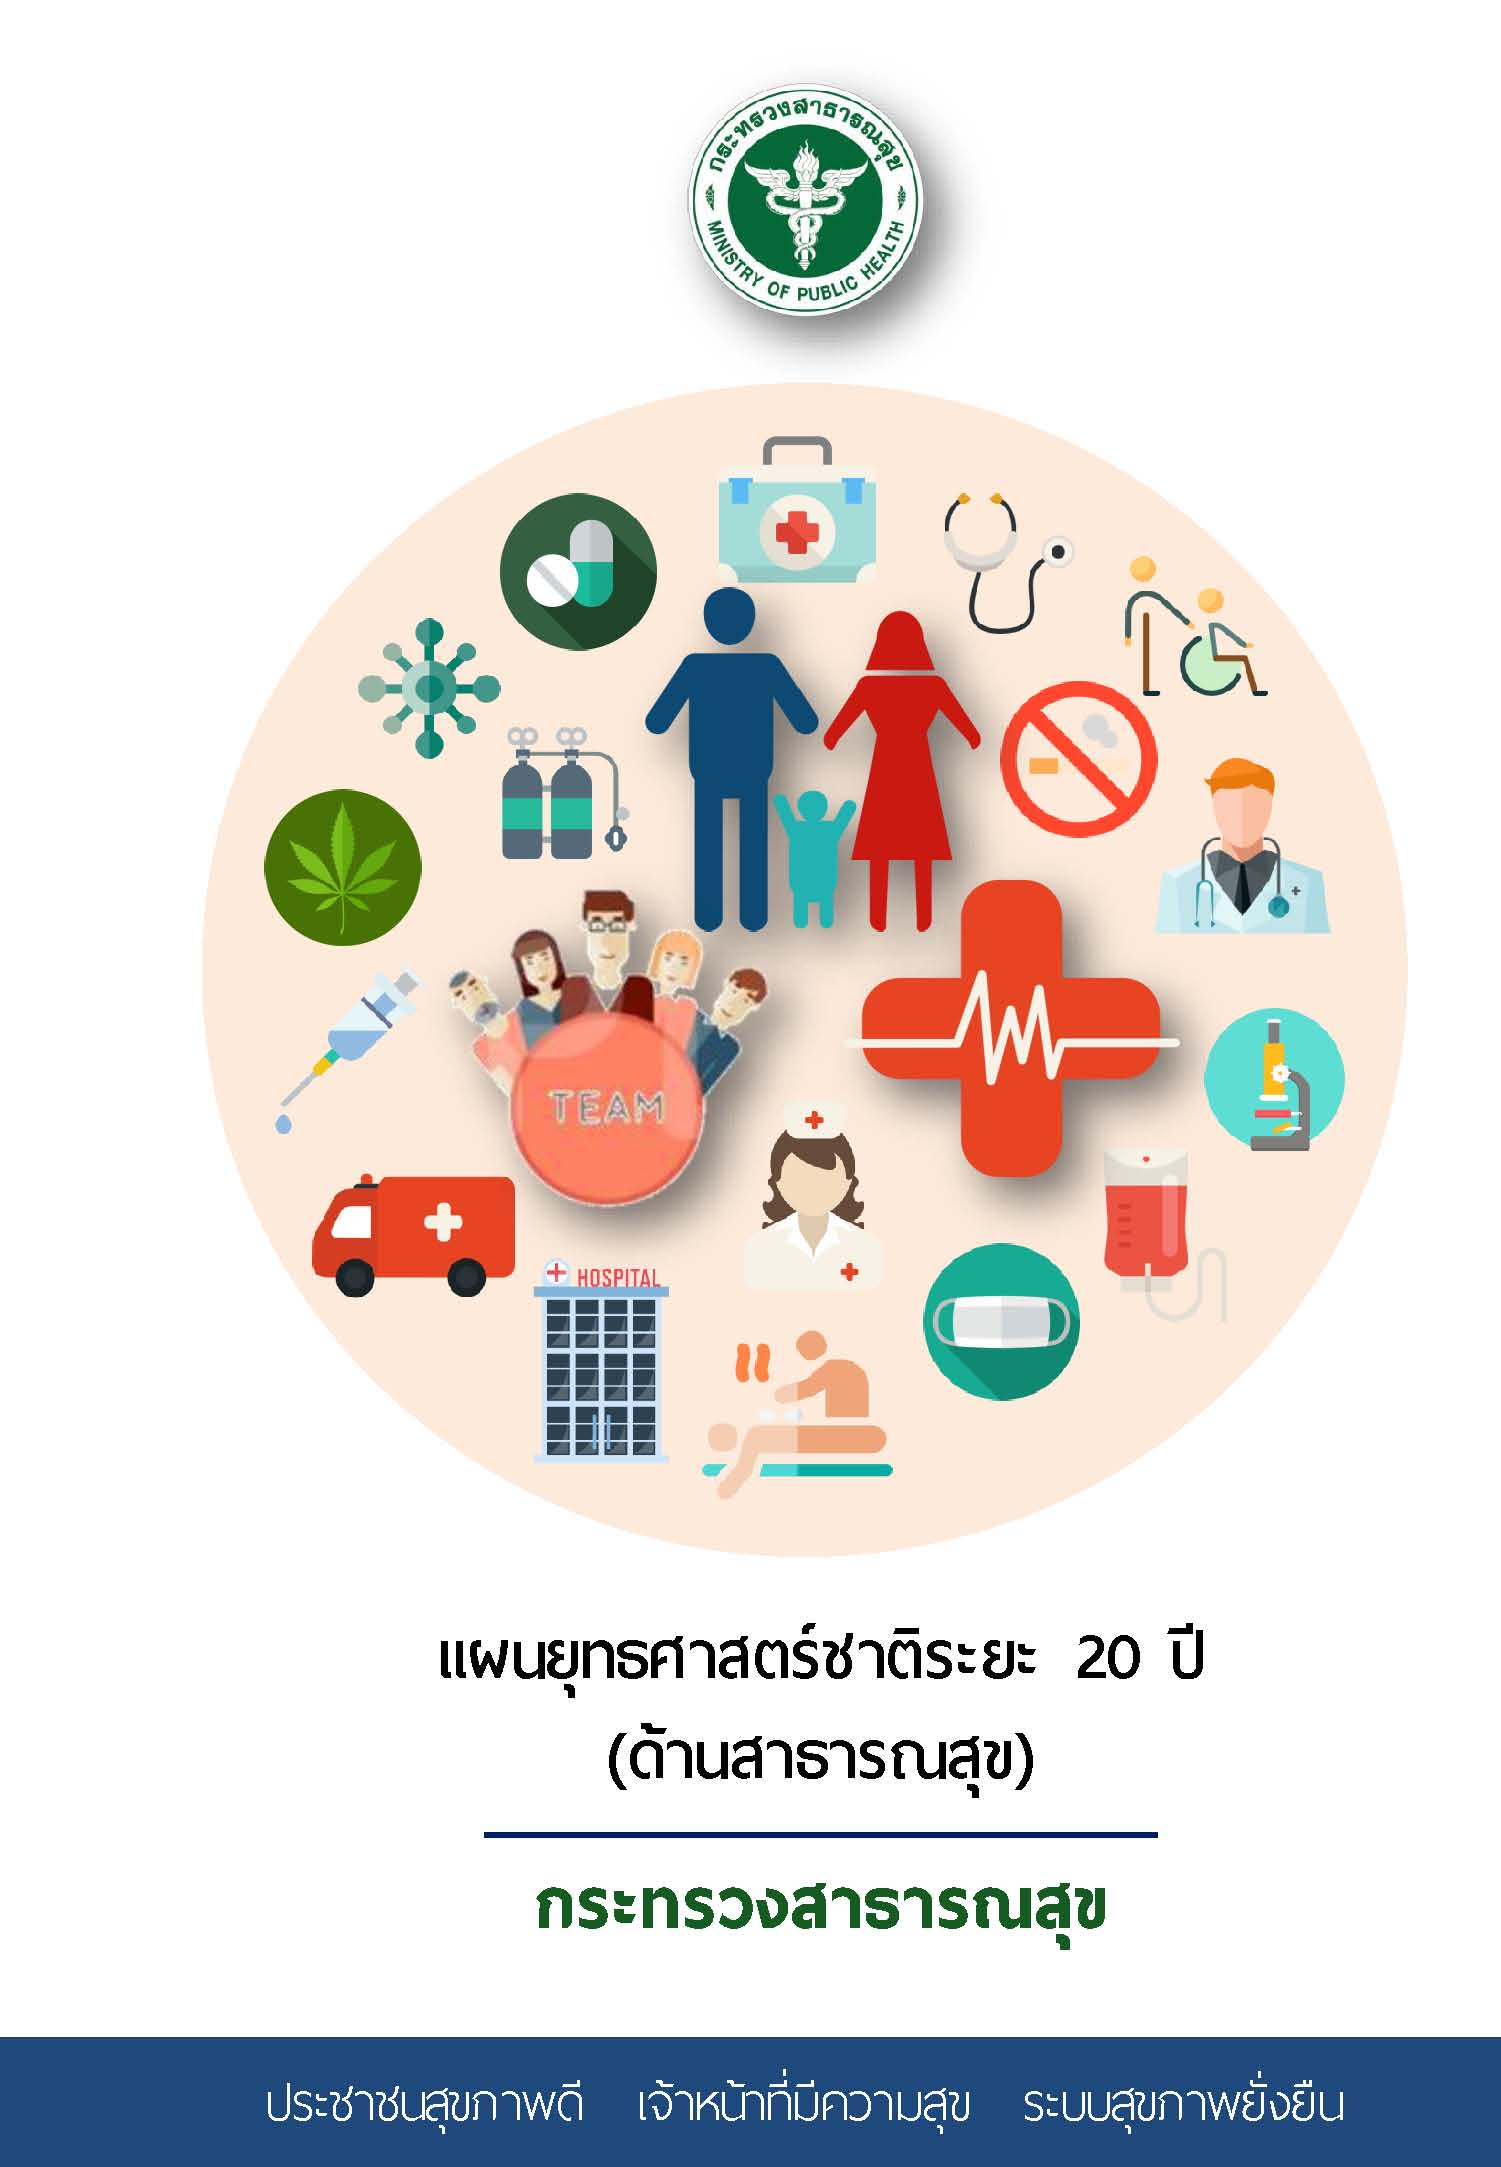 กระทรวงสาธารณสุข
MINISTRY OF PUBLIC HEALTH
TEAM
HOSPITAL
แผนยุทธศาสตร์ชาติระยะ 20 ปี
(ด้านสาธารณสุข)
กระทรวงสาธารณสุข
ประชาชนสุขภาพดี เจ้าหน้าที่มีความสุข ระบบสุขภาพยั่งยืน